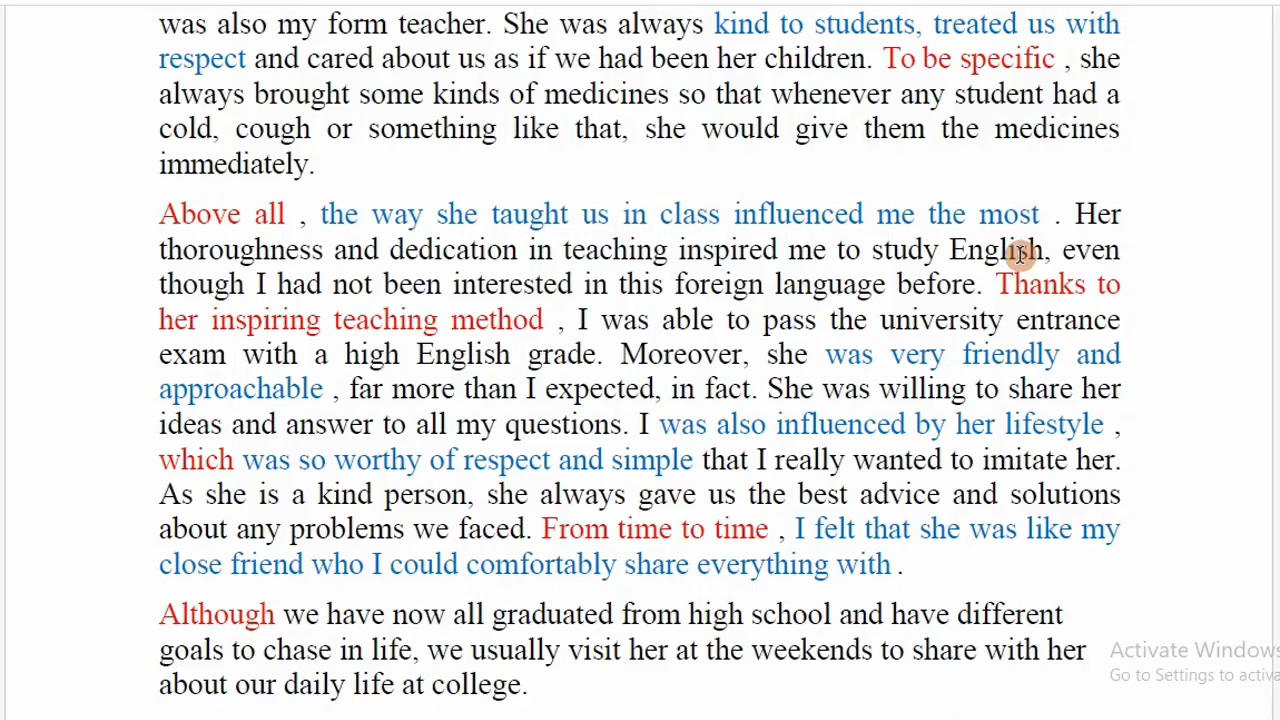 was also my form teacher. She was always kind to students, treated us with
respect and cared about us as if we had been her children. To be specific , she
always brought some kinds of medicines so that whenever any student had a
cold, cough or something like that, she would give them the medicines
immediately.
Above all , the way she taught us in class influenced me the most . Her
thoroughness and dedication in teaching inspired me to study English, even
though I had not been interested in this foreign language before. Thanks to
her inspiring teaching method , I was able to pass the university entrance
exam with a high English grade. Moreover, she was very friendly and
approachable , far more than I expected, in fact. She was willing to share her
ideas and answer to all my questions. I was also influenced by her lifestyle ,
which was so worthy of respect and simple that I really wanted to imitate her.
As she is a kind person, she always gave us the best advice and solutions
about any problems we faced. From time to time , I felt that she was like my
close friend who I could comfortably share everything with .
Although we have now all graduated from high school and have different
goals to chase in life, we usually visit her at the weekends to share with her
about our daily life at college.
Activate Windows
Go to Settings to activa